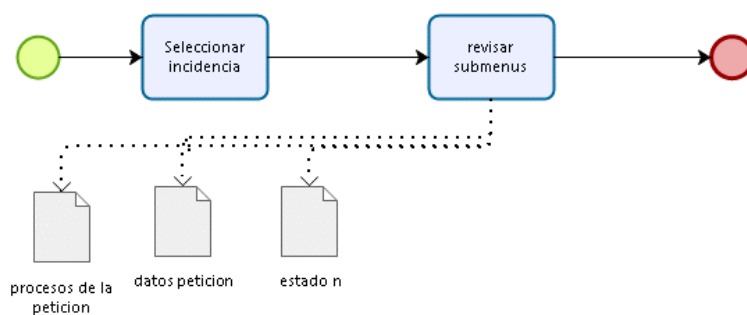 Seleccionar
incidencia
revisar
submenus
procesos de la
peticion
datos peticion
estado n